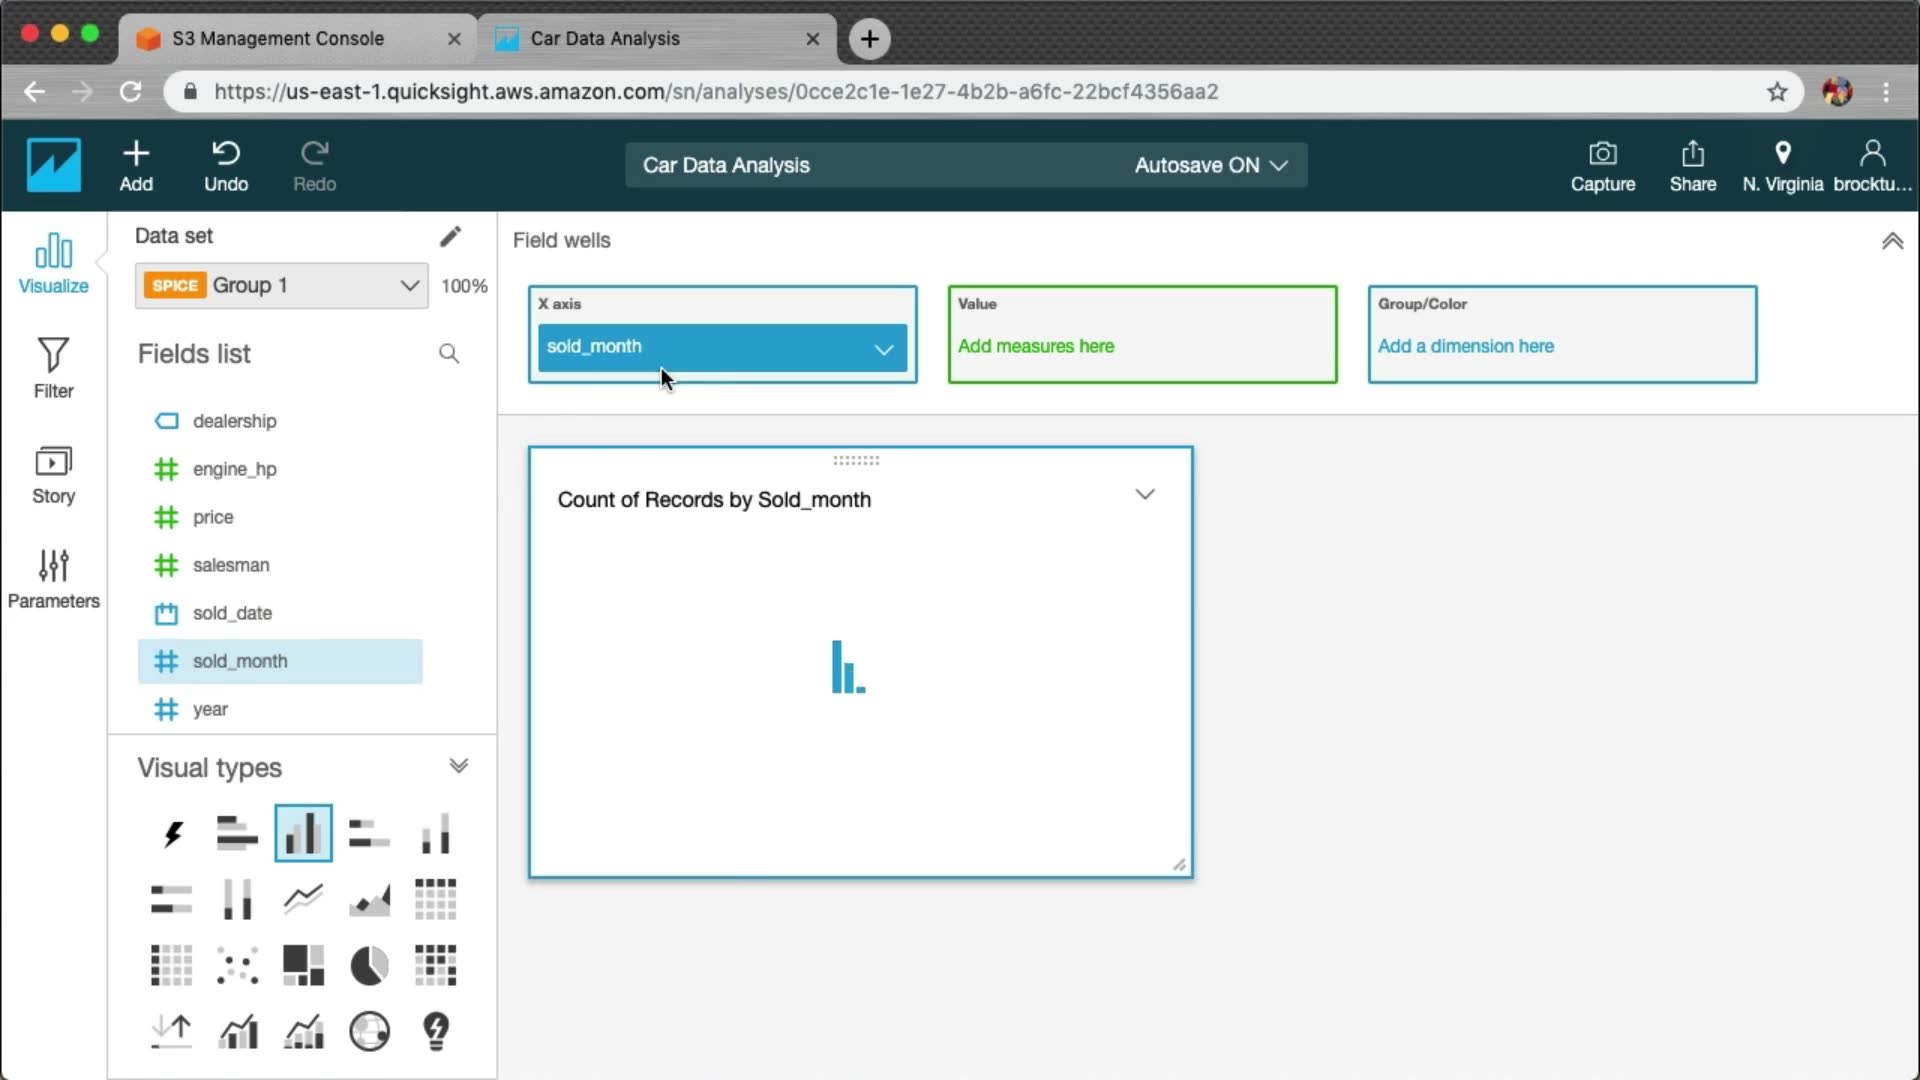 S3 Management Console
Car Data Analysis
https://us-east-1.quicksight.aws.amazon.com/sn/analyses/0cce2c1e-1e27-4b2b-a6fc-22bcf4356aa2
Add
Undo
Redo
Car Data Analysis
Autosave ON
Capture
Share
N. Virginia
brocktu...
Visualize
Filter
Story
Parameters
Data set
SPICE Group 1
100%
Fields list
dealership
engine_hp
price
salesman
sold_date
sold_month
year
Visual types
Field wells
X axis
sold_month
Value
Add measures here
Group/Color
Add a dimension here
Count of Records by Sold_month